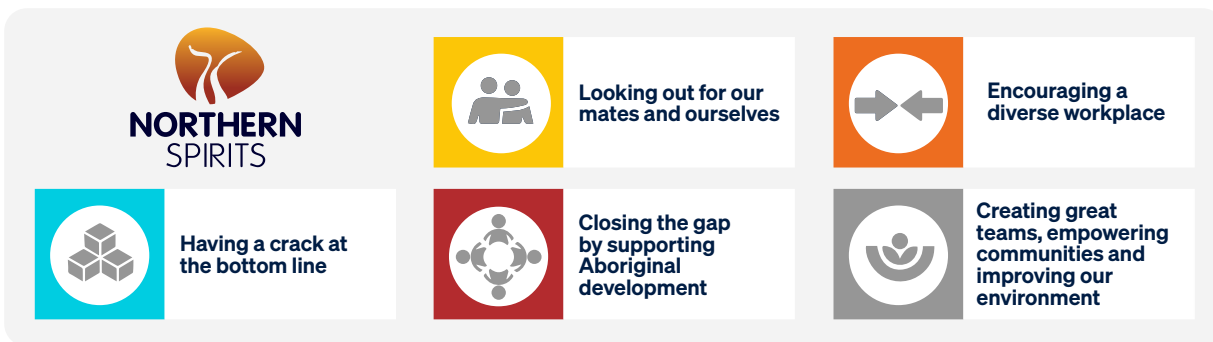 NORTHERN
SPIRITS
Looking out for our
mates and ourselves
Encouraging a
diverse workplace
Having a crack at
the bottom line
Closing the gap
by supporting
Aboriginal
development
Creating great
teams, empowering
communities and
improving our
environment